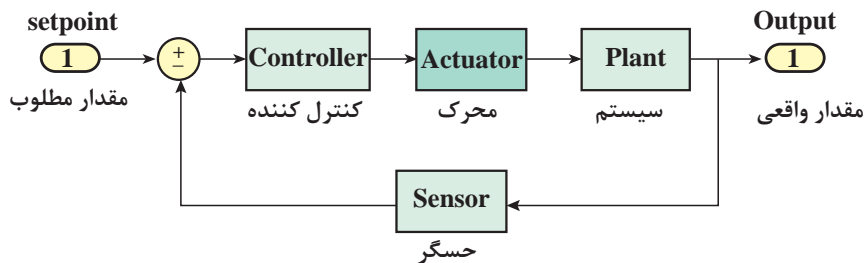 setpoint
Output
1
+
−
Controller
Actuator
Plant
1
مقدار مطلوب
کنترل کننده
محرک
سیستم
مقدار واقعی
Sensor
حسگر